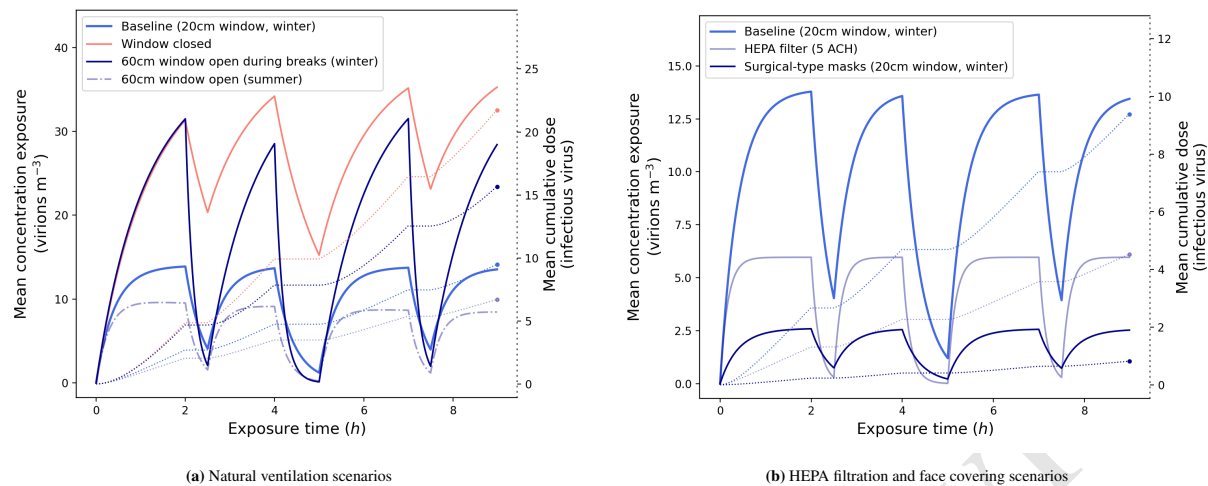 Baseline (20cm window, winter)
Window closed
60cm window open during breaks (winter)
60cm window open (summer)
Mean concentration exposure
(virions m⁻³)
40
30
20
10
0
0
2
4
6
8
Exposure time (h)
25
20
15
10
5
0
Mean cumulative dose
(infectious virus)
(a) Natural ventilation scenarios
Baseline (20cm window, winter)
HEPA filter (5 ACH)
Surgical-type masks (20cm window, winter)
Mean concentration exposure
(virions m⁻³)
15.0
12.5
10.0
7.5
5.0
2.5
0.0
0
2
4
6
8
Exposure time (h)
12
10
8
6
4
2
0
Mean cumulative dose
(infectious virus)
(b) HEPA filtration and face covering scenarios